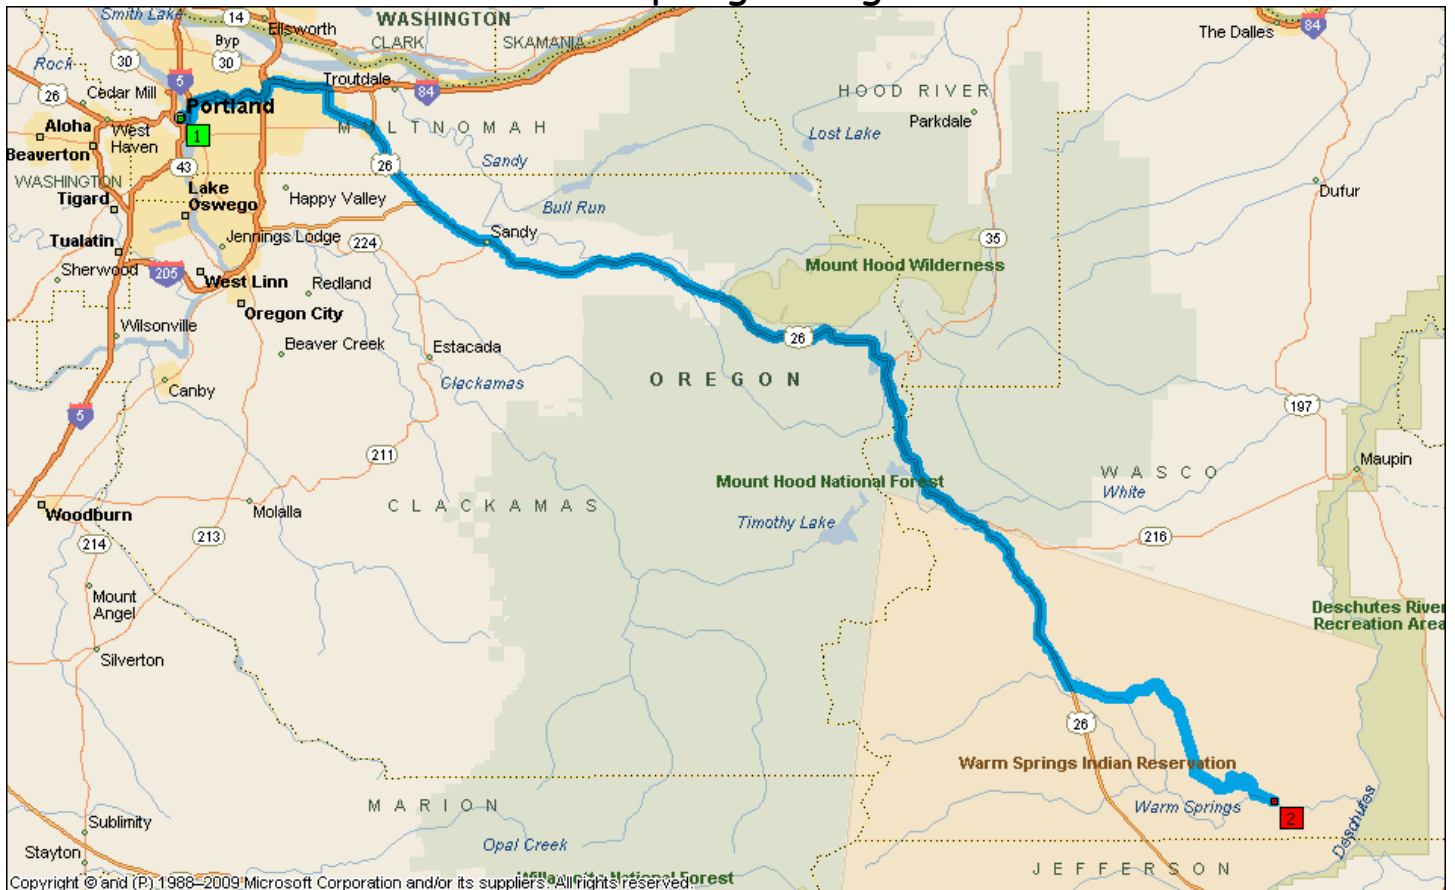 Smith Lake
14
WASHINGTON
Ellsworth
CLARK
SKAMANIA
84
The Dalles
Byp
30
30
Rock
5
Troutdale
84
HOOD RIVER
26
Cedar Mill
Portland
Parkdale
Aloha
West
Haven
1
MULTNOMAH
Lost Lake
Beaverton
43
26
Sandy
WASHINGTON
Lake
Oswego
Happy Valley
Dufur
Tigard
Bull Run
Tualatin
Jennings Lodge
224
Sandy
35
Sherwood
205
West Linn
Redland
Mount Hood Wilderness
Oregon City
Wilsonville
Beaver Creek
Estacada
26
Canby
Clackamas
OREGON
5
197
211
Maupin
Mount Hood National Forest
WASCO
White
Woodburn
Molalla
CLACKAMAS
Timothy Lake
214
213
216
Mount
Angel
Deschutes River
Recreation Area
Silverton
26
Warm Springs Indian Reservation
MARION
Warm Springs
2
Sublimity
Deschutes
Stayton
Opal Creek
JEFFERSON
Copyright © and (P) 1988–2009 Microsoft Corporation and/or its suppliers. All rights reserved.
National Forest